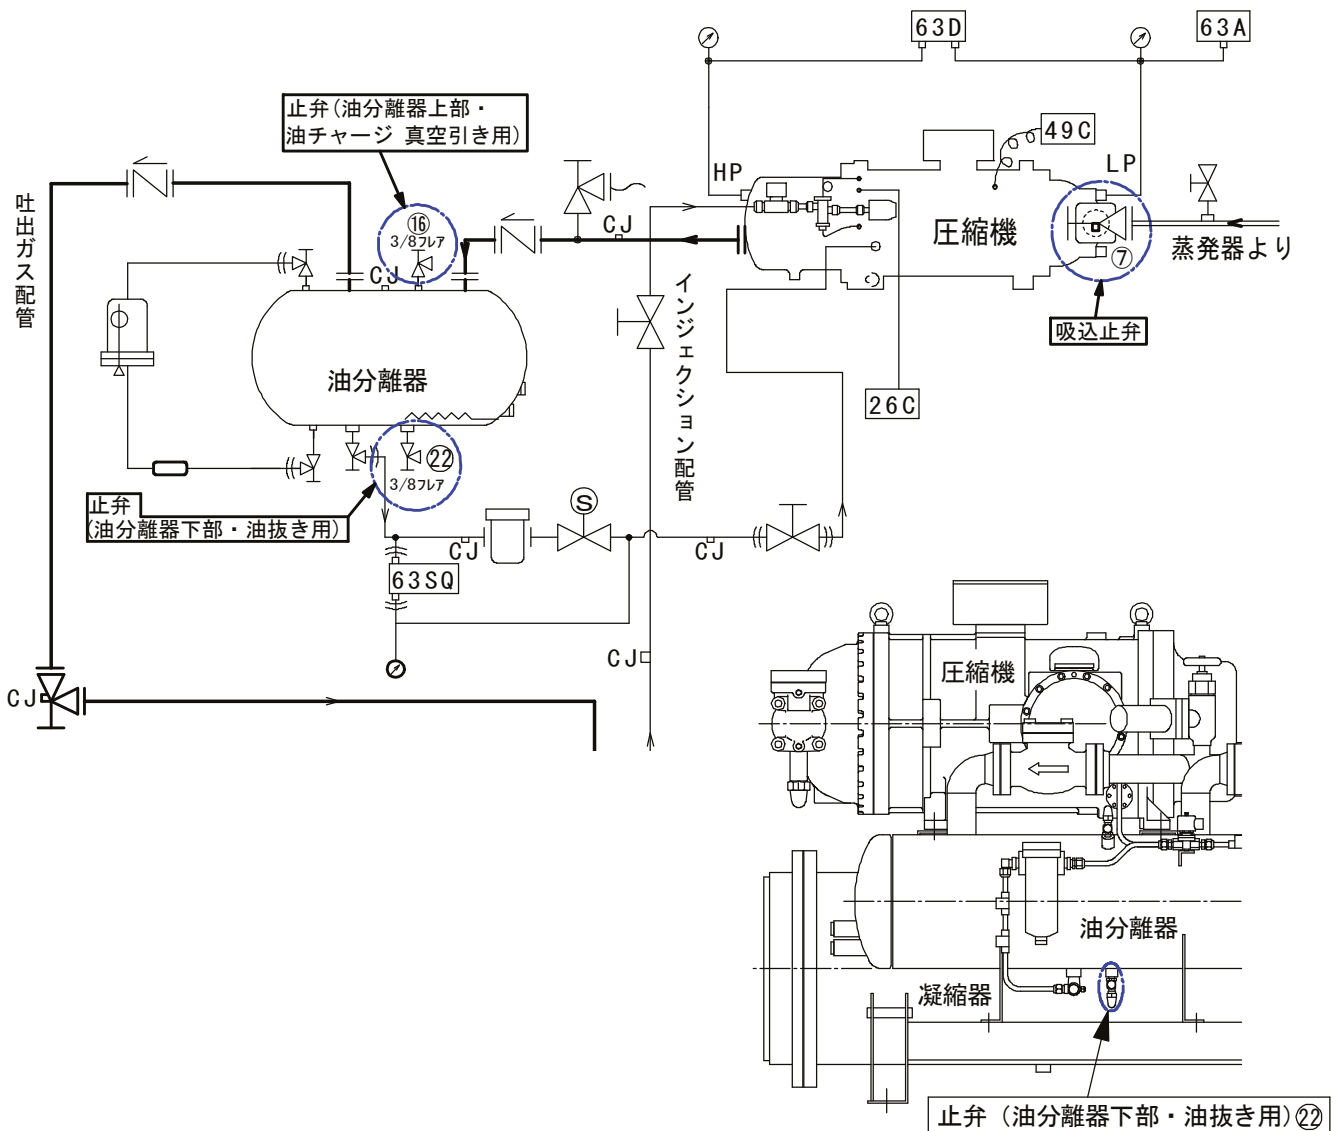 63D
63A
止弁(油分離器上部・
油チャージ 真空引き用)
49C
HP
LP
吐出ガス配管
⑯
3/8フレア
CJ
CJ
圧縮機
⑦
蒸発器より
インジェクション配管
吸込止弁
油分離器
26C
㉒
3/8フレア
止弁
(油分離器下部・油抜き用)
S
CJ
CJ
63SQ
CJ
CJ
圧縮機
油分離器
凝縮器
止弁(油分離器下部・油抜き用)㉒